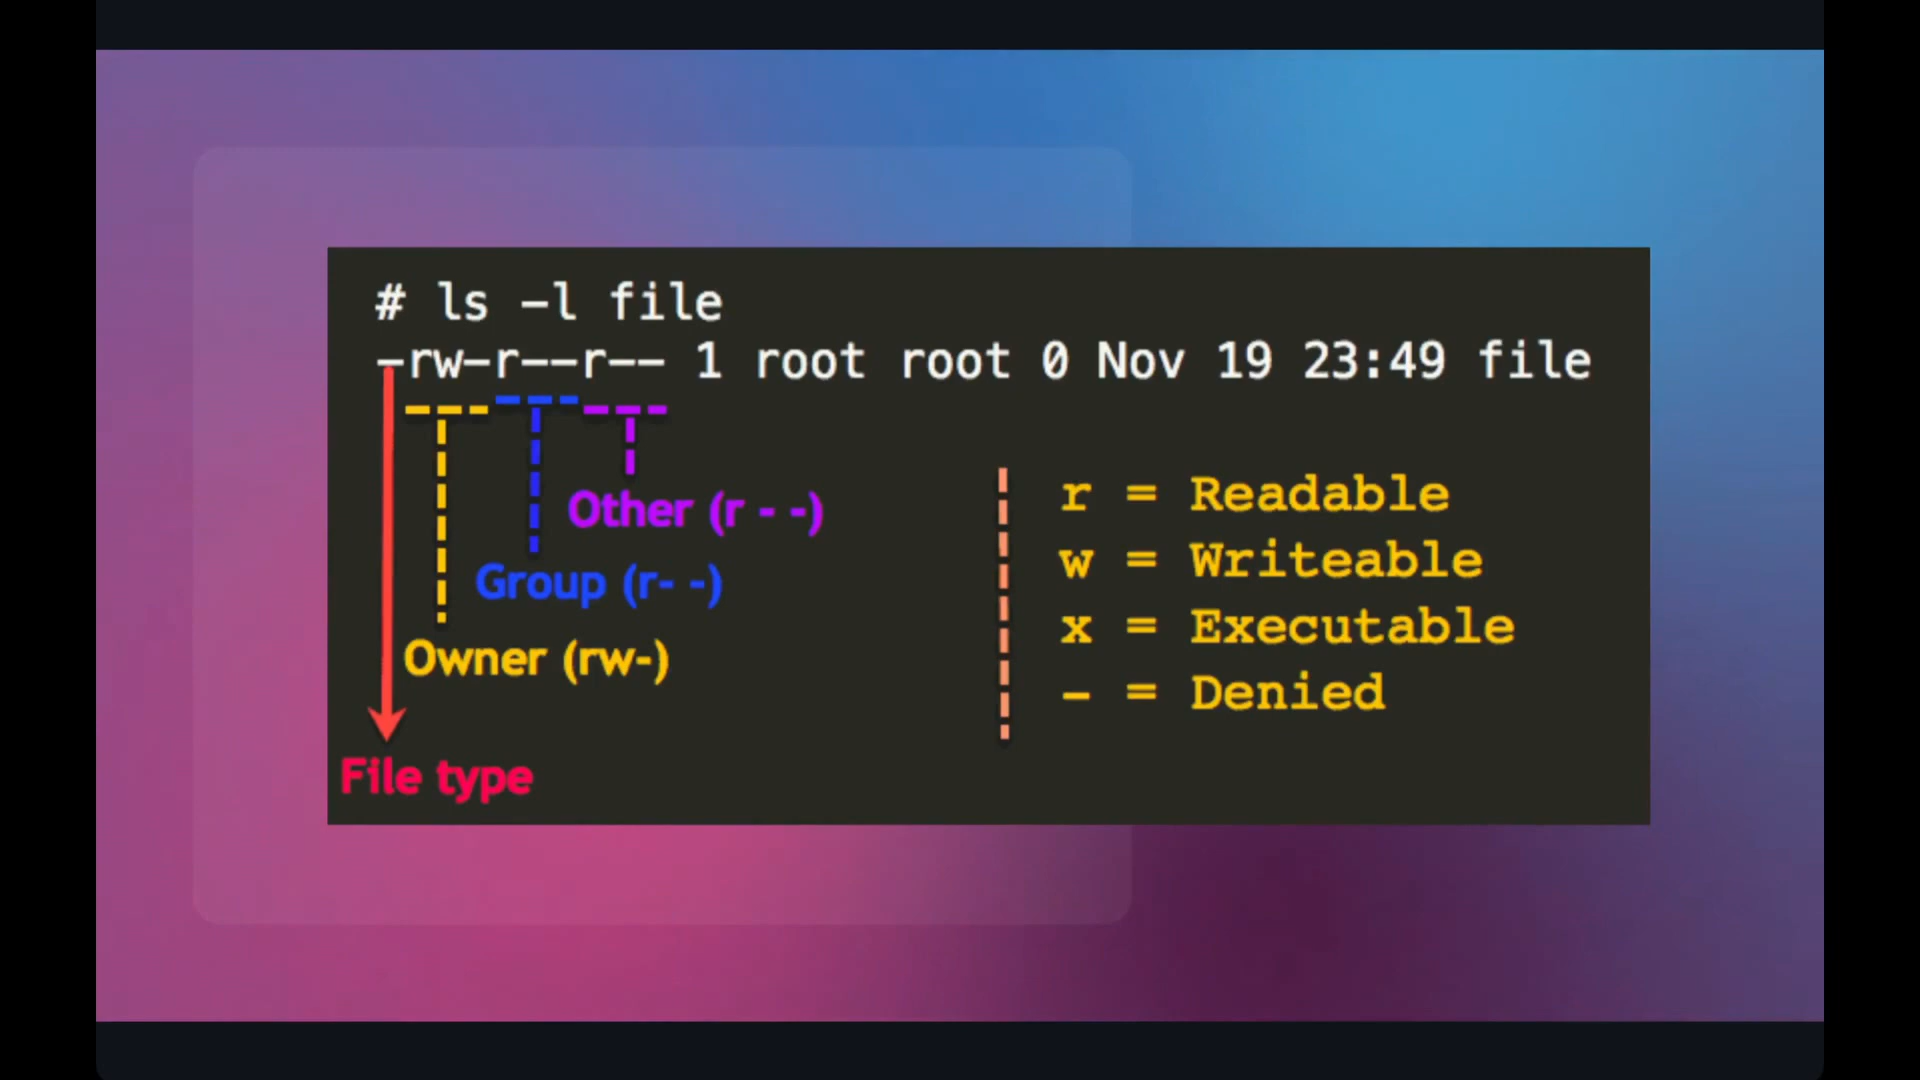 # ls -l file
-rw-r--r-- 1 root root 0 Nov 19 23:49 file
Other (r - -)
Group (r- -)
Owner (rw-)
File type
r = Readable
w = Writeable
x = Executable
- = Denied